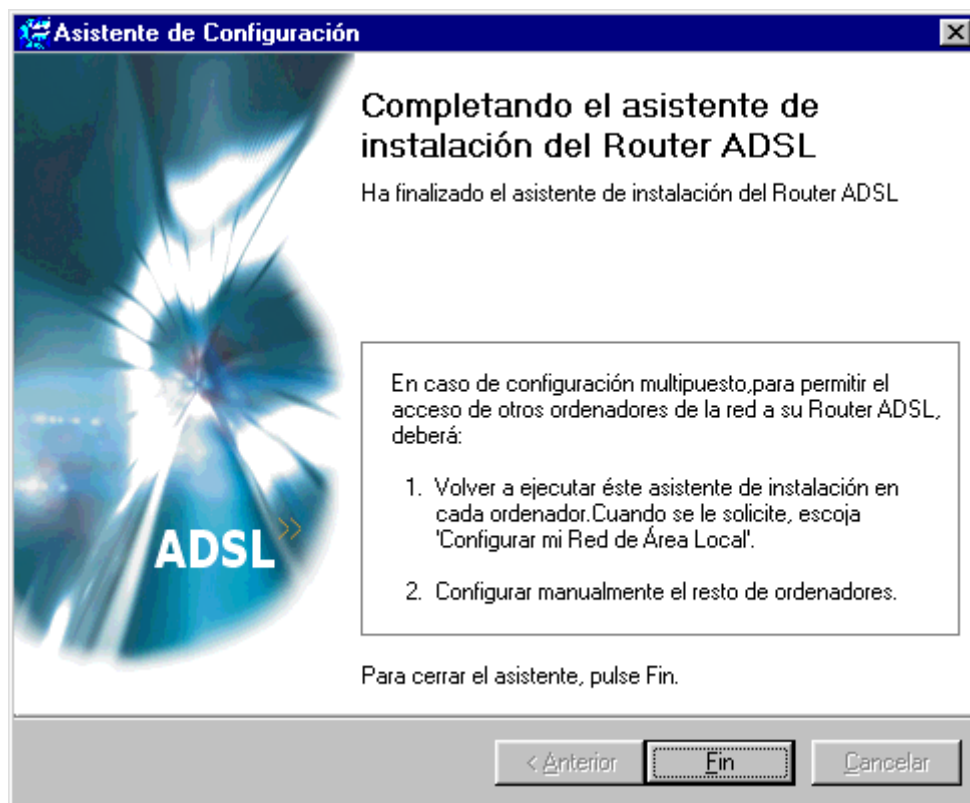 Asistente de Configuración
Completando el asistente de
instalación del Router ADSL
Ha finalizado el asistente de instalación del Router ADSL
En caso de configuración multipuesto,para permitir el
acceso de otros ordenadores de la red a su Router ADSL,
deberá:
1. Volver a ejecutar éste asistente de instalación en
cada ordenador.Cuando se le solicite, escoja
'Configurar mi Red de Área Local'.
2. Configurar manualmente el resto de ordenadores.
ADSL
Para cerrar el asistente, pulse Fin.
< Anterior
Fin
Cancelar